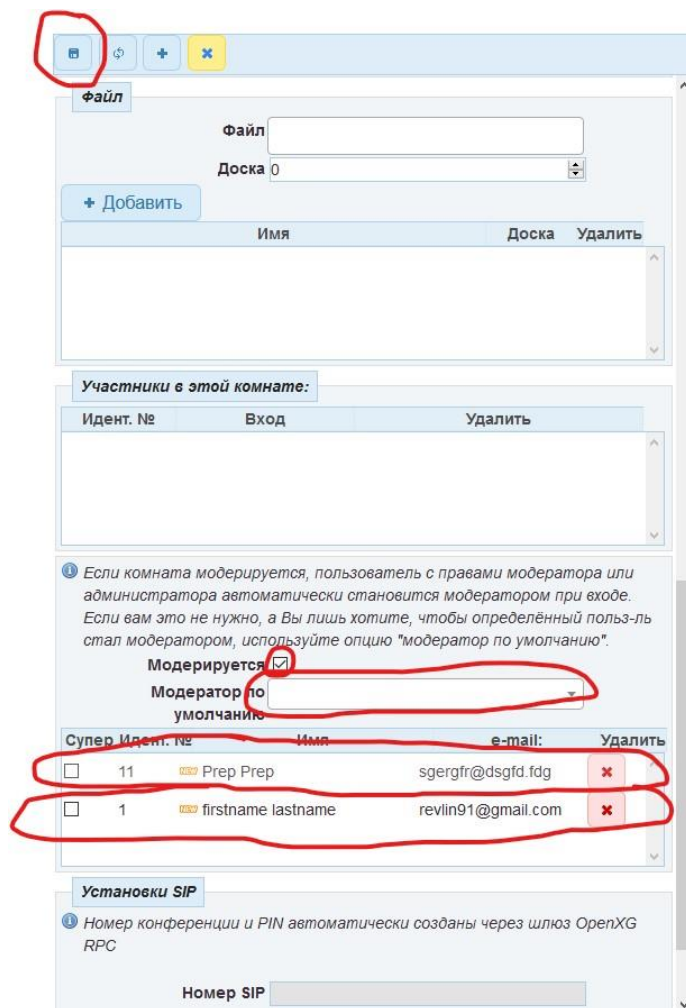 Файл
Файл
Доска 0
+ Добавить
Имя Доска Удалить
Участники в этой комнате:
Идент. № Вход Удалить
Если комната модерируется, пользователь с правами модератора или
администратора автоматически становится модератором при входе.
Если вам это не нужно, а Вы лишь хотите, чтобы определённый польз-ль
стал модератором, используйте опцию "модератор по умолчанию".
Модерируется
Модератор по
умолчанию
Супер Идент. № Имя e-mail: Удалить
11 Prep Prep sgergfr@dsgfd.fdg
1 firstname lastname revlin91@gmail.com
Установки SIP
Номер конференции и PIN автоматически созданы через шлюз OpenXG
RPC
Номер SIP